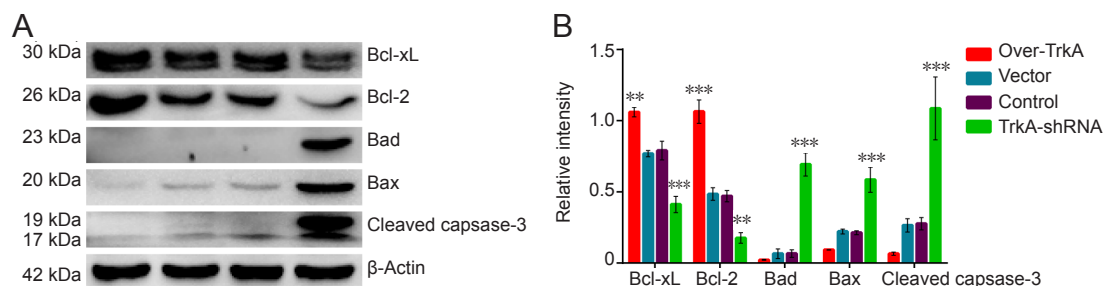 A
30 kDa
Bcl-xL
26 kDa
Bcl-2
23 kDa
Bad
20 kDa
Bax
19 kDa
Cleaved capsase-3
17 kDa
42 kDa
β-Actin
B
Relative intensity
1.5
1.0
0.5
0
**
***
***
**
***
***
***
Bcl-xL Bcl-2 Bad Bax Cleaved capsase-3
Over-TrkA
Vector
Control
TrkA-shRNA